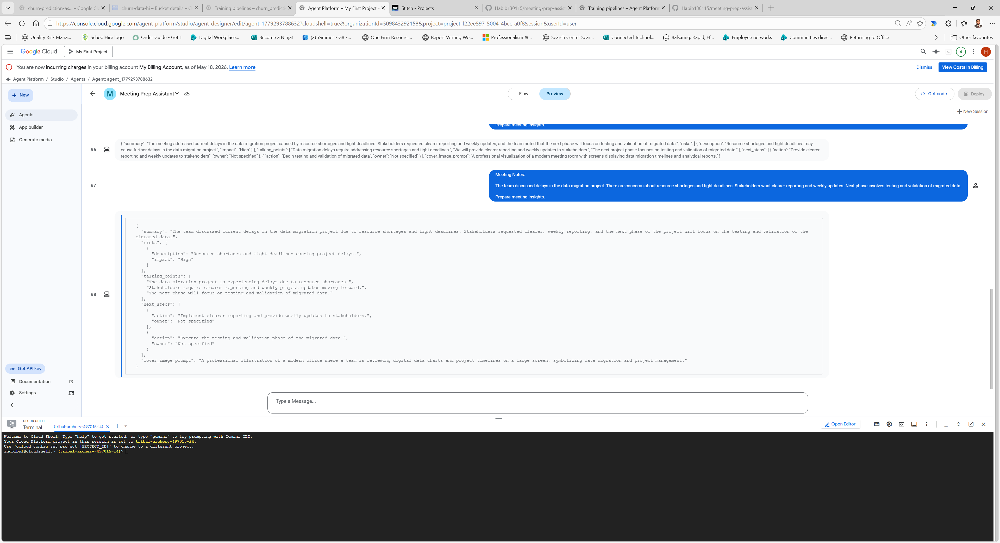 churn-prediction-as... – Google Cl
churn-data-hi – Bucket details – Cl
Training pipelines – churn_predicti
Agent Platform – My First Project –
Stitch - Projects
Habib130115/meeting-prep-assist
Training pipelines – Agent Platform
Habib130115/meeting-prep-assist
https://console.cloud.google.com/agent-platform/studio/agent-designer/edit/agent_1779293788632?cloudshell=true&organizationId=509843292158&project=project-f22ee597-5004-4bcc-a0f&session&userId=user
Quality Risk Mana...
SchoolHire logo
Order Guide - GetIT
Digital Workplace...
Become a Ninja!
(2) Yammer - GB -...
One Firm Resourci...
Report Writing Wo...
Professionalism &...
Search Center Sear...
Connected Technol...
Balsamiq. Rapid, Ef...
Employee networks
Communities direc...
Returning to Office
Other favourites
Google Cloud
My First Project
4
H
You are now incurring charges in your billing account My Billing Account, as of May 18, 2026. Learn more
Dismiss
View Costs In Billing
Agent Platform / Studio / Agents / Agent: agent_1779293788632
New
Agents
App builder
Generate media
Get API key
Documentation
Settings
M
Meeting Prep Assistant
Flow
Preview
Get code
Deploy
New Session
Prepare meeting insights.
#6
{ "summary": "The meeting addressed current delays in the data migration project caused by resource shortages and tight deadlines. Stakeholders requested clearer reporting and weekly updates, and the team noted that the next phase will focus on testing and validation of migrated data.", "risks": [ { "description": "Resource shortages and tight deadlines may
cause further delays in the data migration project.", "impact": "High" } ], "talking_points": [ "Data migration delays require addressing resource shortages and tight deadlines.", "We will provide clearer reporting and weekly updates to stakeholders.", "The next project phase focuses on testing and validation of migrated data." ], "next_steps": [ { "action": "Provide clearer
reporting and weekly updates to stakeholders", "owner": "Not specified" }, { "action": "Begin testing and validation of migrated data", "owner": "Not specified" } ], "cover_image_prompt": "A professional visualization of a modern meeting room with screens displaying data migration timelines and analytical reports." }
#7
Meeting Notes:
The team discussed delays in the data migration project. There are concerns about resource shortages and tight deadlines. Stakeholders want clearer reporting and weekly updates. Next phase involves testing and validation of migrated data.
Prepare meeting insights.
#8
{
"summary": "The team discussed current delays in the data migration project due to resource shortages and tight deadlines. Stakeholders requested clearer, weekly reporting, and the next phase of the project will focus on the testing and validation of the
migrated data.",
"risks": [
{
"description": "Resource shortages and tight deadlines causing project delays.",
"impact": "High"
}
],
"talking_points": [
"The data migration project is experiencing delays due to resource shortages.",
"Stakeholders require clearer reporting and weekly project updates moving forward.",
"The next phase will focus on testing and validation of migrated data."
],
"next_steps": [
{
"action": "Implement clearer reporting and provide weekly updates to stakeholders.",
"owner": "Not specified"
},
{
"action": "Execute the testing and validation phase of the migrated data.",
"owner": "Not specified"
}
],
"cover_image_prompt": "A professional illustration of a modern office where a team is reviewing digital data charts and project timelines on a large screen, symbolizing data migration and project management."
}
Type a Message...
CLOUD SHELL
Terminal
(tribal-archery-497015-i4)
Open Editor
Welcome to Cloud Shell! Type "help" to get started, or type "gemini" to try prompting with Gemini CLI.
Your Cloud Platform project in this session is set to tribal-archery-497015-i4.
Use `gcloud config set project [PROJECT_ID]` to change to a different project.
ihubibul@cloudshell:~ (tribal-archery-497015-i4)$